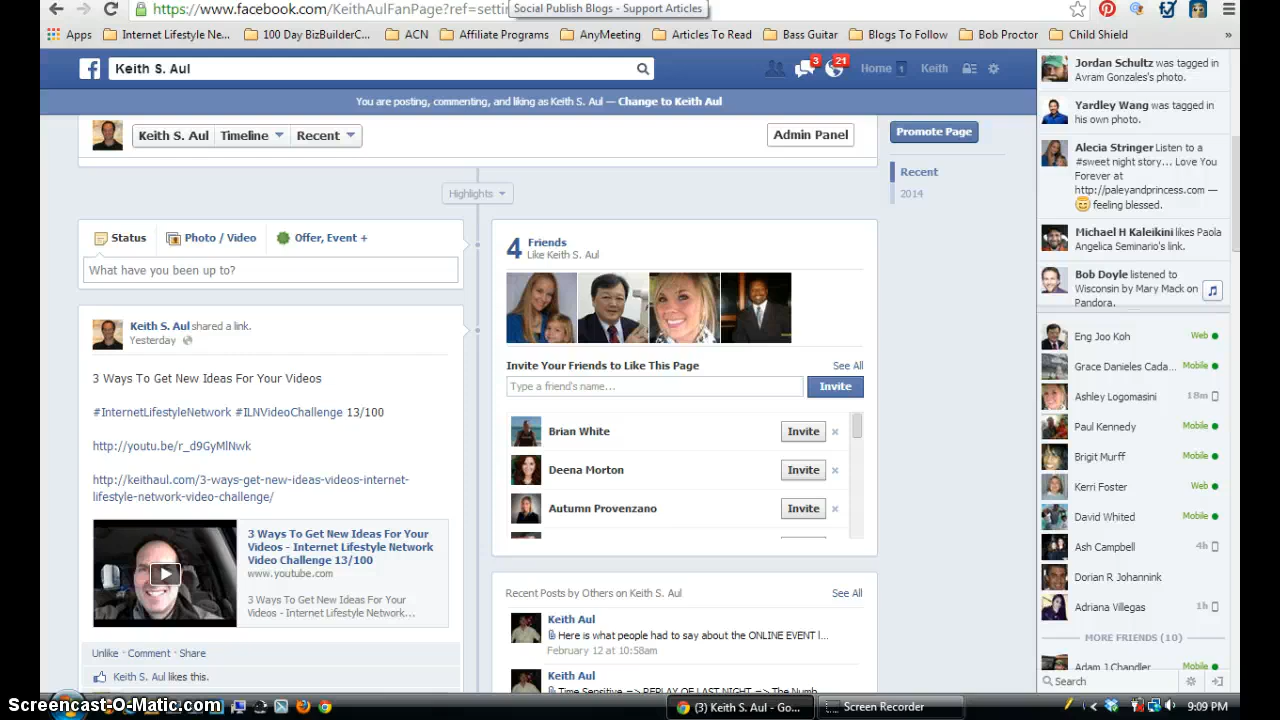 https://www.facebook.com/KeithAulFanPage?ref=settin
Social Publish Blogs - Support Articles
Apps
Internet Lifestyle Ne...
100 Day BizBuilderC...
ACN
Affiliate Programs
AnyMeeting
Articles To Read
Bass Guitar
Blogs To Follow
Bob Proctor
Child Shield
»
Keith S. Aul
3
21
Home 1
Keith
You are posting, commenting, and liking as Keith S. Aul — Change to Keith Aul
Keith S. Aul
Timeline
Recent
Admin Panel
Highlights
Status
Photo / Video
Offer, Event +
What have you been up to?
Keith S. Aul shared a link.
Yesterday
3 Ways To Get New Ideas For Your Videos
#InternetLifestyleNetwork #ILNVideoChallenge 13/100
http://youtu.be/r_d9GyMlNwk
http://keithaul.com/3-ways-get-new-ideas-videos-internet-
lifestyle-network-video-challenge/
3 Ways To Get New Ideas For Your
Videos - Internet Lifestyle Network
Video Challenge 13/100
www.youtube.com
3 Ways To Get New Ideas For Your
Videos - Internet Lifestyle Network...
Unlike · Comment · Share
Keith S. Aul likes this.
4 Friends
Like Keith S. Aul
Invite Your Friends to Like This Page
See All
Type a friend's name...
Invite
Brian White
Invite
Deena Morton
Invite
Autumn Provenzano
Invite
Recent Posts by Others on Keith S. Aul
See All
Keith Aul
Here is what people had to say about the ONLINE EVENT I...
February 12 at 10:58am
Keith Aul
Time Sensitive => REPLAY OF LAST NIGHT => The Numb
Promote Page
Recent
2014
Jordan Schultz was tagged in
Avram Gonzales's photo.
Yardley Wang was tagged in
his own photo.
Alecia Stringer Listen to a
#sweet night story... Love You
Forever at
http://paleyandprincess.com —
feeling blessed.
Michael H Kaleikini likes Paola
Angelica Seminario's link.
Bob Doyle listened to
Wisconsin by Mary Mack on
Pandora.
Eng Joo Koh
Web
Grace Danieles Cada...
Mobile
Ashley Logomasini
18m
Paul Kennedy
Mobile
Brigit Murff
Mobile
Kerri Foster
Web
David Whited
Mobile
Ash Campbell
4h
Dorian R Johannink
Adriana Villegas
1h
MORE FRIENDS (10)
Adam J Chandler
Mobile
Search
Screencast-O-Matic.com
(3) Keith S. Aul - Go...
Screen Recorder
9:09 PM